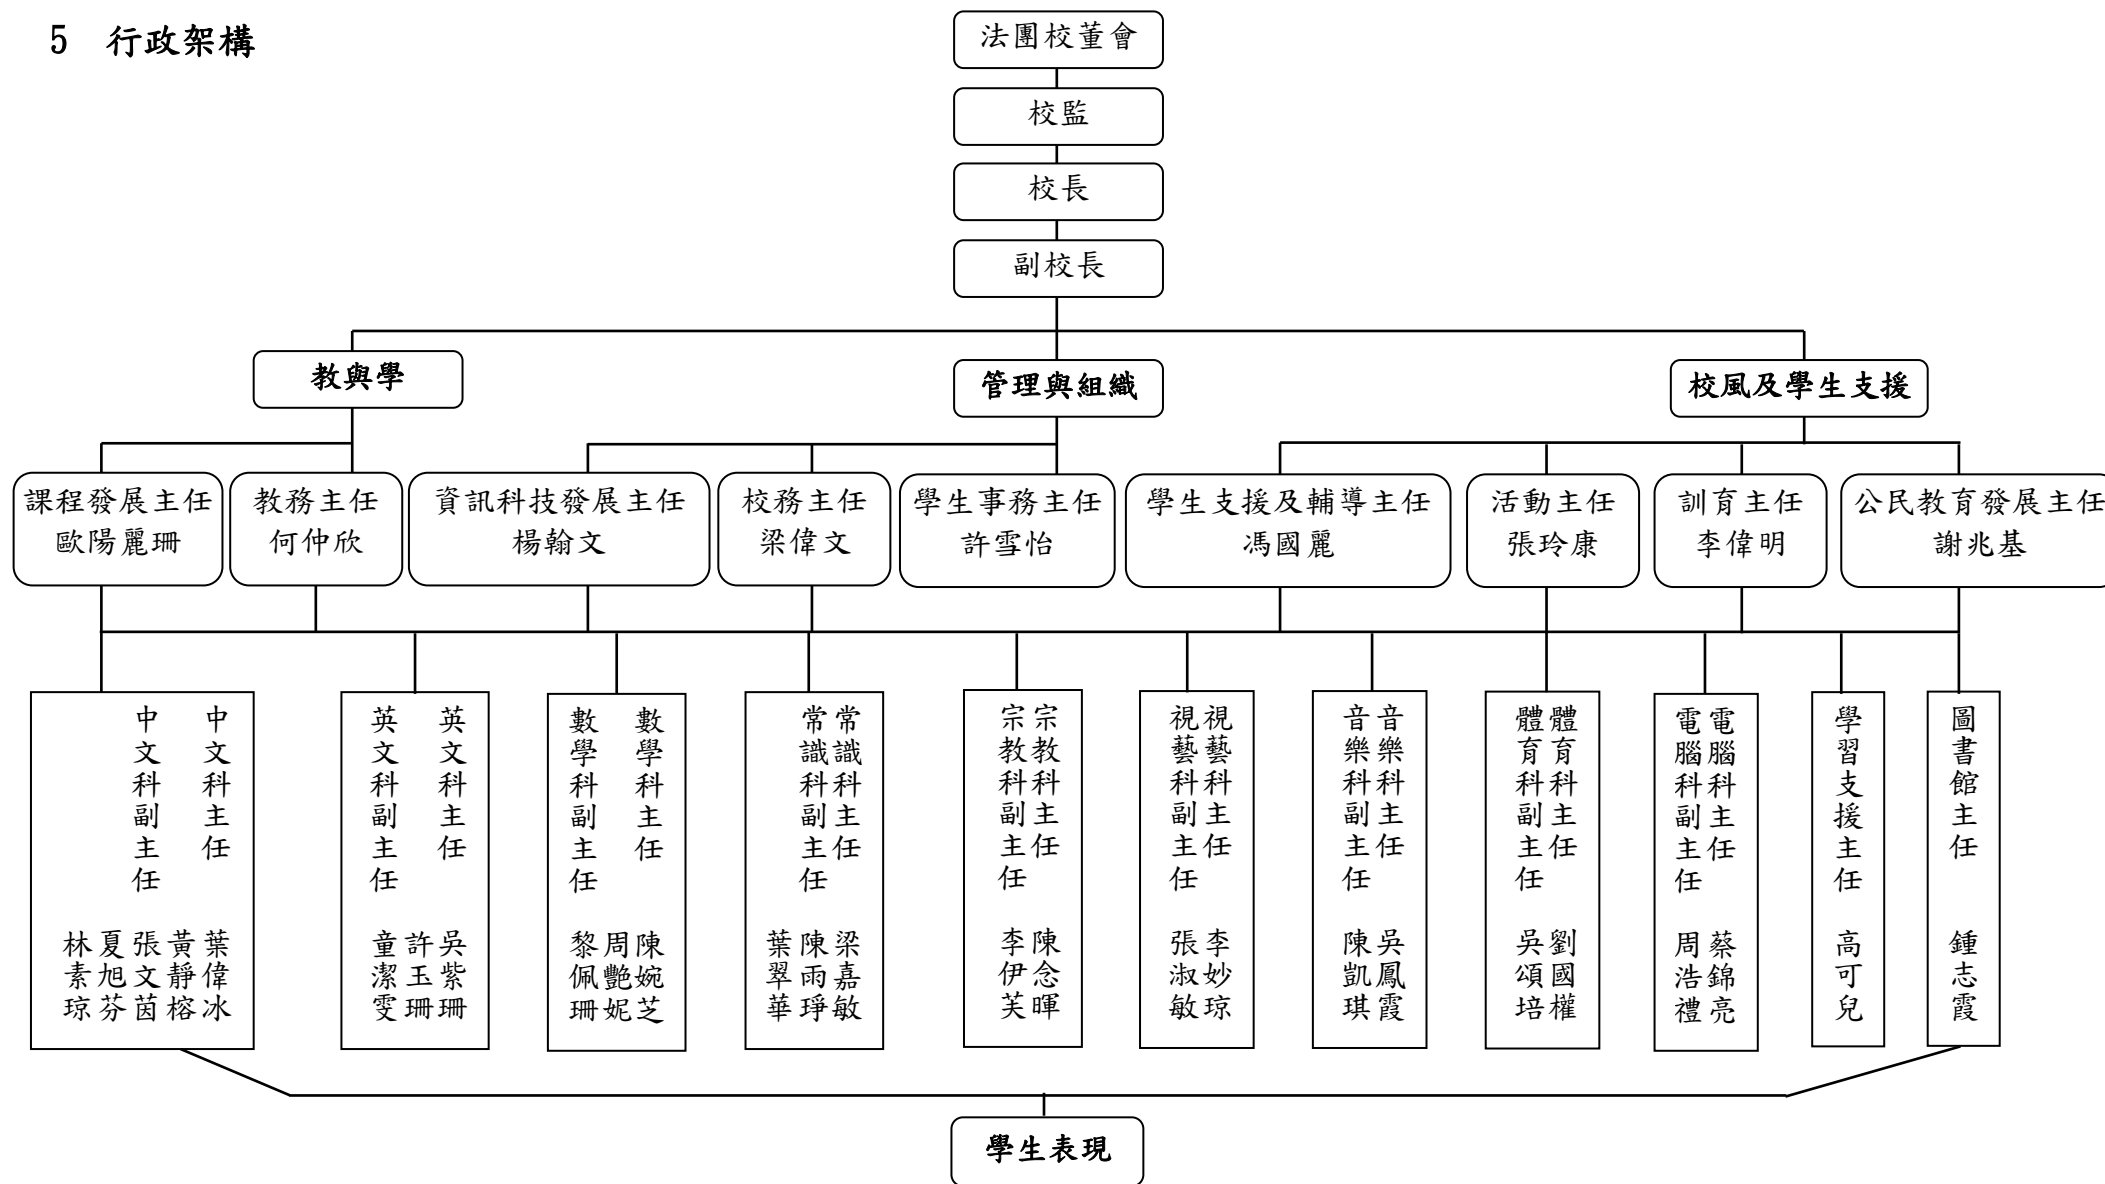 5 行政架構
法團校董會
校監
校長
副校長
教與學
管理與組織
校風及學生支援
課程發展主任
歐陽麗珊
教務主任
何仲欣
資訊科技發展主任
楊翰文
校務主任
梁偉文
學生事務主任
許雪怡
學生支援及輔導主任
馮國麗
活動主任
張玲康
訓育主任
李偉明
公民教育發展主任
謝兆基
中文科主任 葉偉冰
黃靜榕
中文科副主任 張文茵
夏旭芬
林素琼
英文科主任 吳紫珊
許玉珊
英文科副主任 童潔雯
數學科主任 陳婉芝
周艷妮
數學科副主任 黎佩珊
常識科主任 梁嘉敏
常識科副主任 陳雨琤
葉翠華
宗教科主任 陳念暉
宗教科副主任 李伊芙
視藝科主任 李妙琼
視藝科副主任 張淑敏
音樂科主任 吳鳳霞
音樂科副主任 陳凱琪
體育科主任 劉國權
體育科副主任 吳頌培
電腦科主任 蔡錦亮
電腦科副主任 周浩禮
學習支援主任 高可兒
圖書館主任 鍾志霞
學生表現